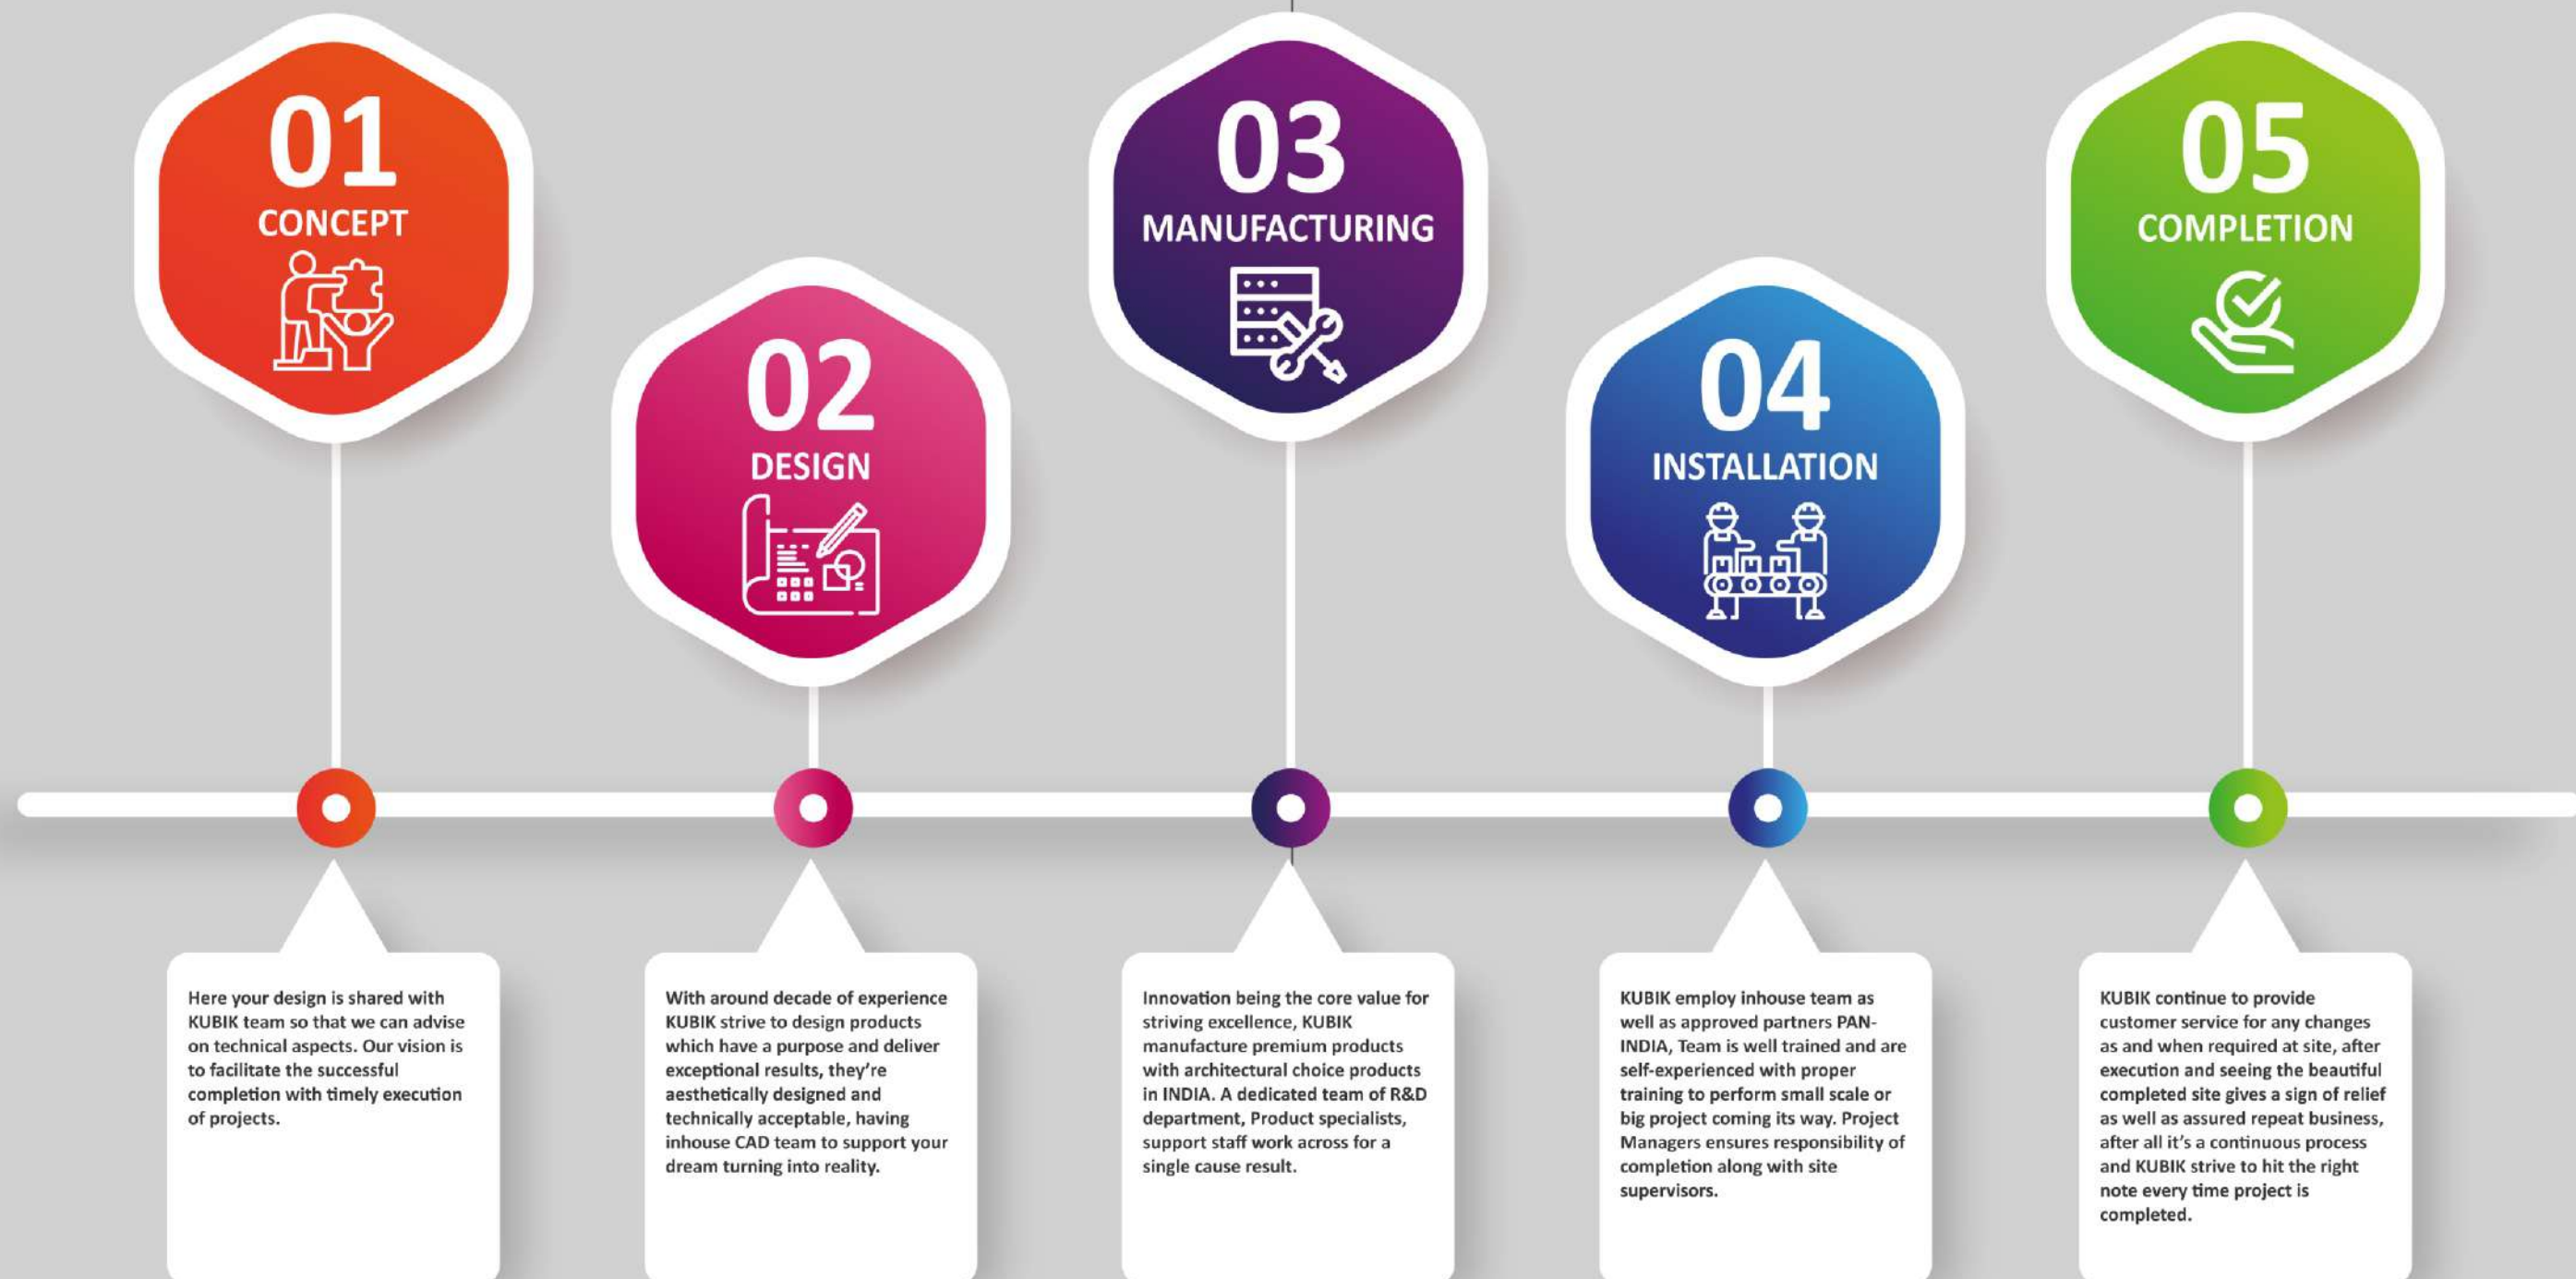 01
CONCEPT
02
DESIGN
03
MANUFACTURING
04
INSTALLATION
05
COMPLETION
Here your design is shared with
KUBIK team so that we can advise
on technical aspects. Our vision is
to facilitate the successful
completion with timely execution
of projects.
With around decade of experience
KUBIK strive to design products
which have a purpose and deliver
exceptional results, they're
aesthetically designed and
technically acceptable, having
inhouse CAD team to support your
dream turning into reality.
Innovation being the core value for
striving excellence, KUBIK
manufacture premium products
with architectural choice products
in INDIA. A dedicated team of R&D
department, Product specialists,
support staff work across for a
single cause result.
KUBIK employ inhouse team as
well as approved partners PAN-
INDIA, Team is well trained and are
self-experienced with proper
training to perform small scale or
big project coming its way. Project
Managers ensures responsibility of
completion along with site
supervisors.
KUBIK continue to provide
customer service for any changes
as and when required at site, after
execution and seeing the beautiful
completed site gives a sign of relief
as well as assured repeat business,
after all it's a continuous process
and KUBIK strive to hit the right
note every time project is
completed.